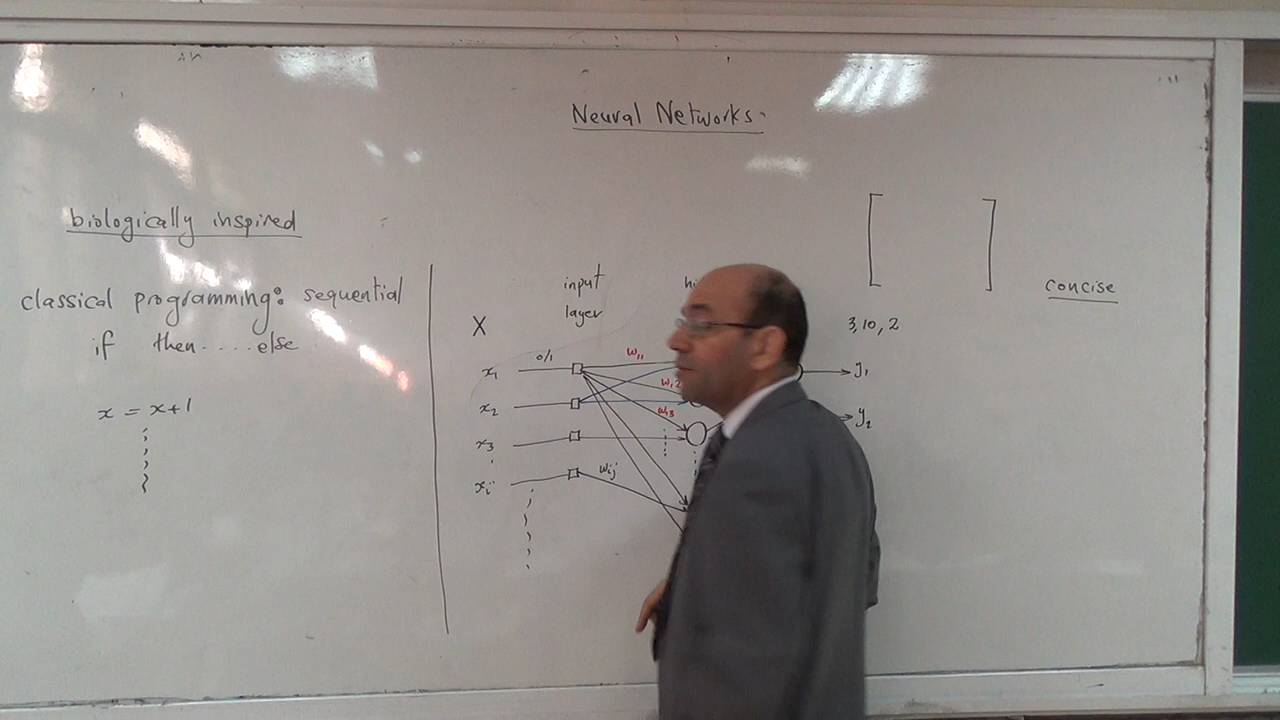 Neural Networks.
biologically inspired
classical programming: sequential
if then.....else
x = x+1
input
layer
hi
X
x1
x2
x3
xi
0/1
w11
w12
w13
wij
3,10,2
y1
y2
concise